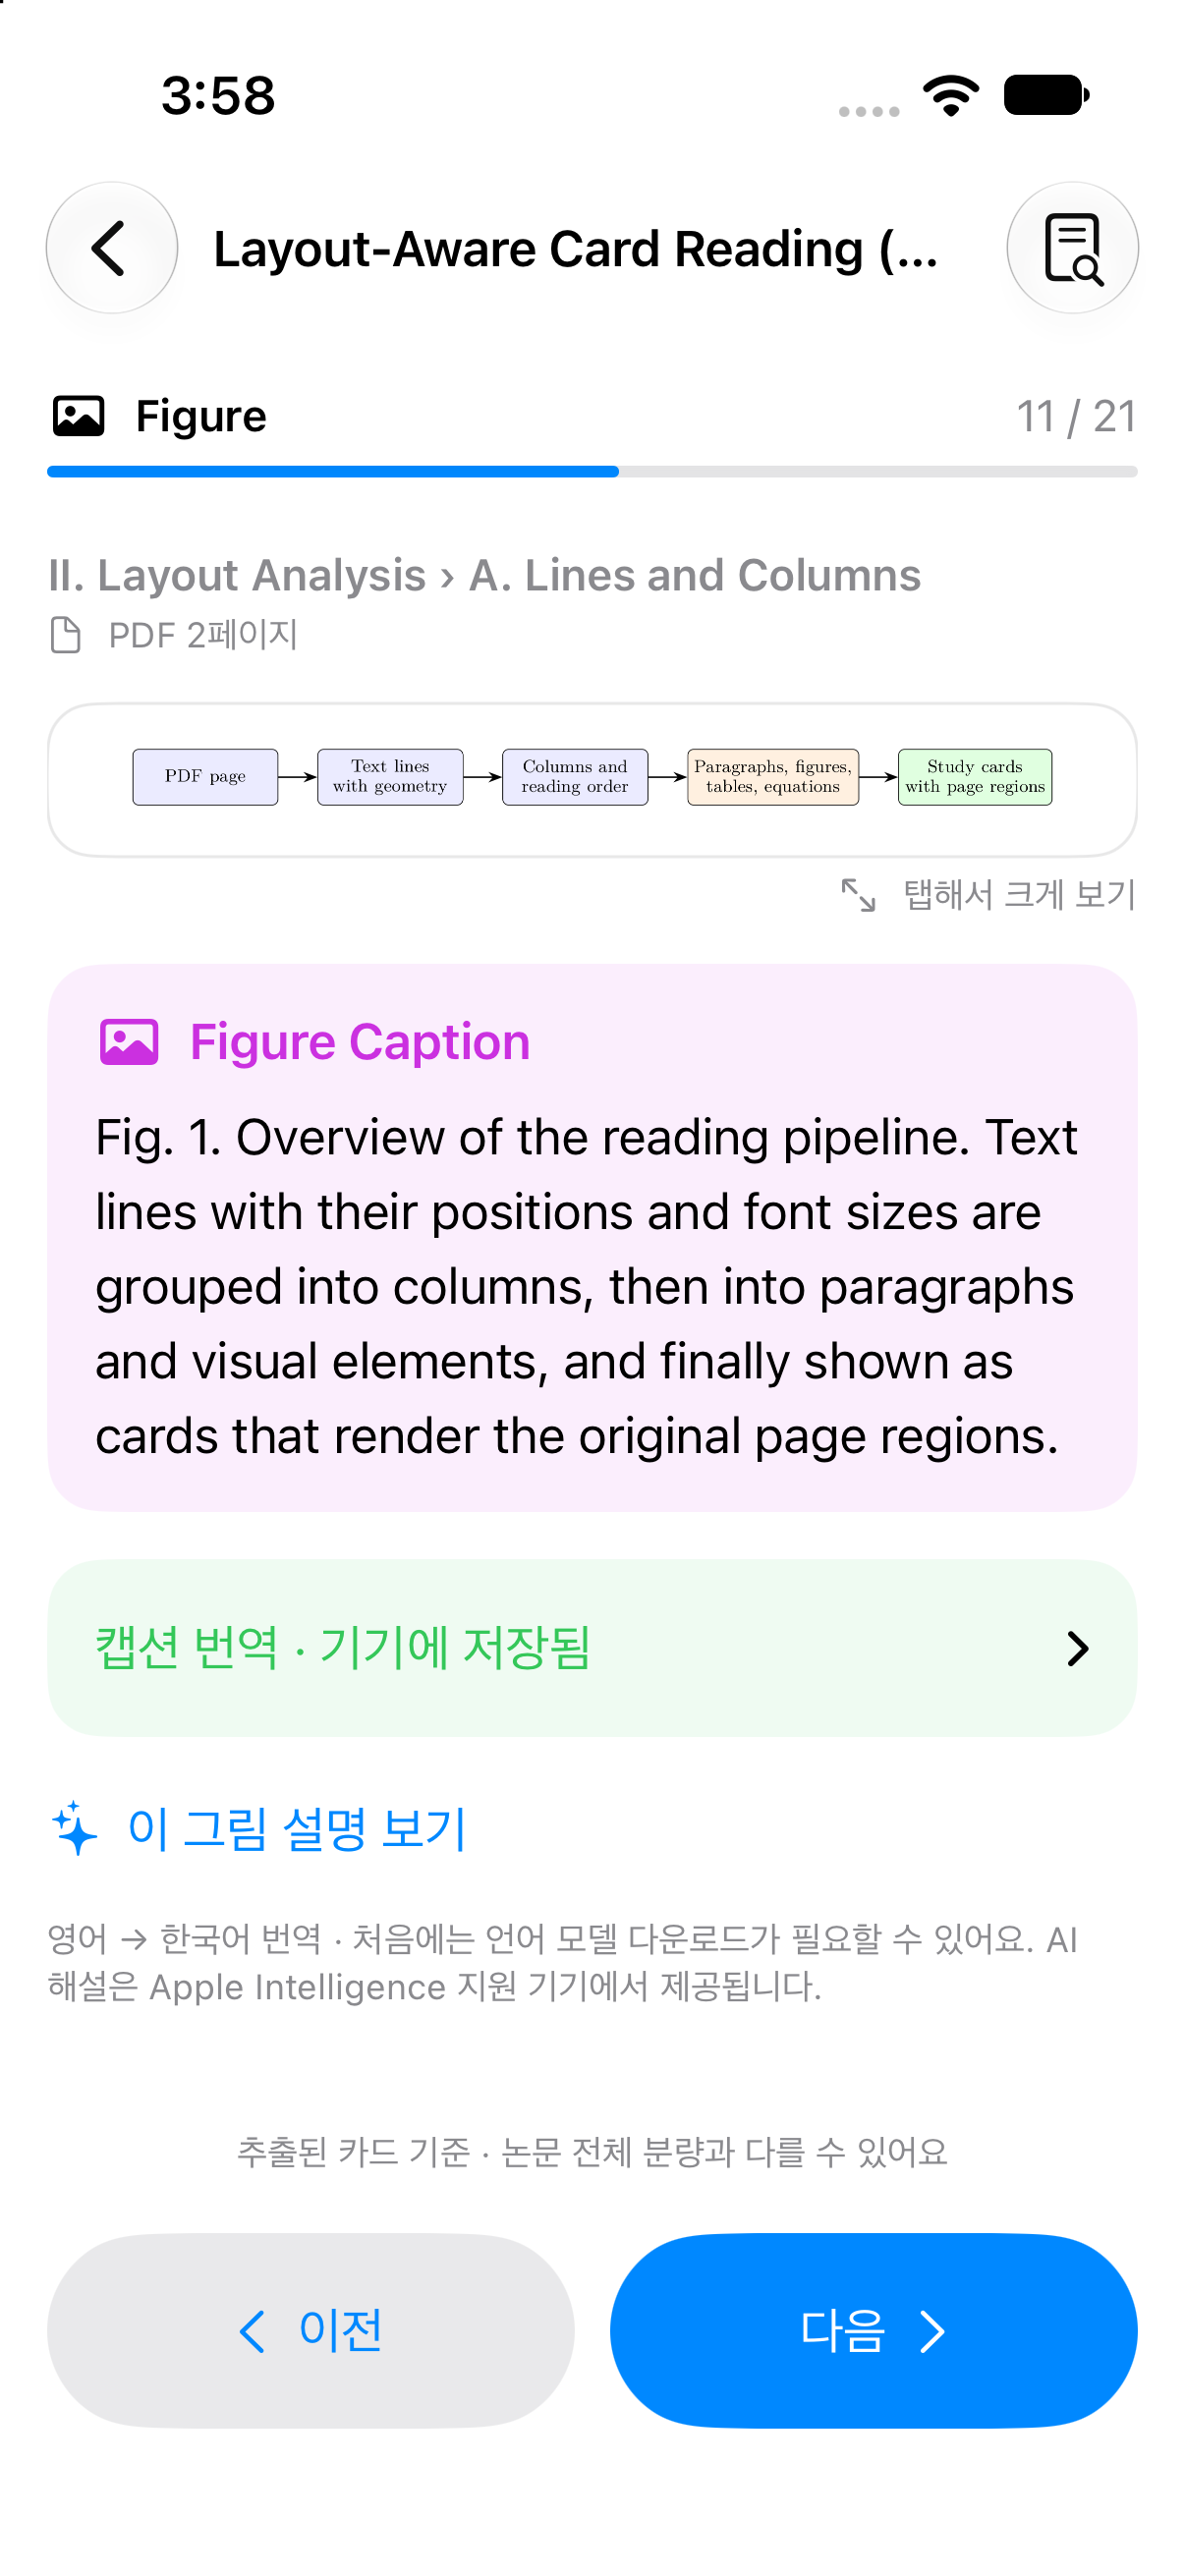 3:58
Layout-Aware Card Reading (...
Figure
11 / 21
II. Layout Analysis › A. Lines and Columns
PDF 2페이지
PDF page
Text lines
with geometry
Columns and
reading order
Paragraphs, figures,
tables, equations
Study cards
with page regions
탭해서 크게 보기
Figure Caption
Fig. 1. Overview of the reading pipeline. Text
lines with their positions and font sizes are
grouped into columns, then into paragraphs
and visual elements, and finally shown as
cards that render the original page regions.
캡션 번역 · 기기에 저장됨
이 그림 설명 보기
영어 → 한국어 번역 · 처음에는 언어 모델 다운로드가 필요할 수 있어요. AI
해설은 Apple Intelligence 지원 기기에서 제공됩니다.
추출된 카드 기준 · 논문 전체 분량과 다를 수 있어요
이전
다음